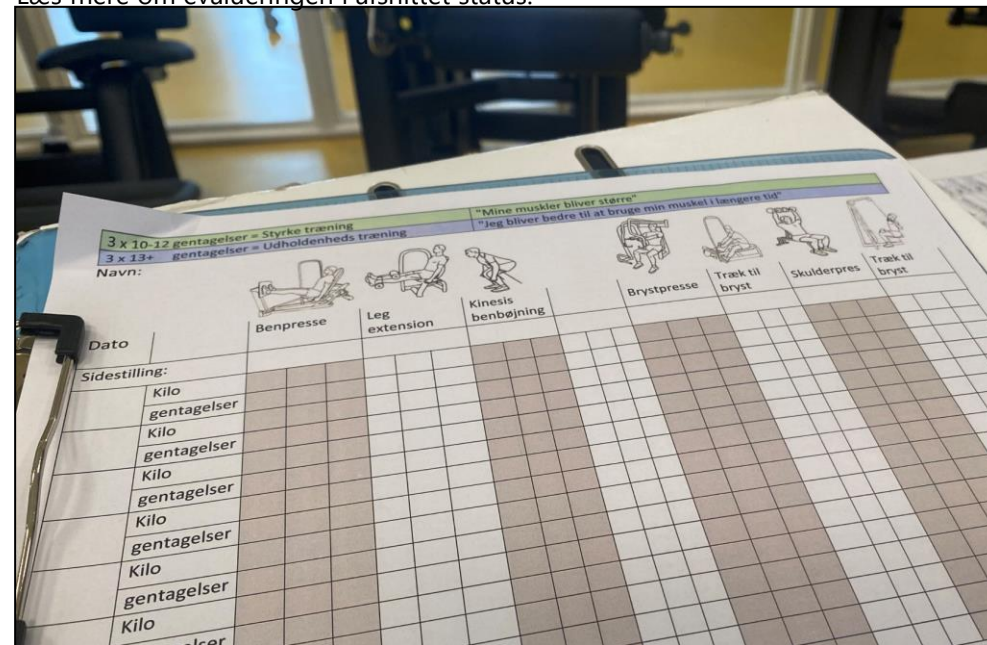 Læs mere om evalueringen i afsnittet status.
3 x 10-12 gentagelser = Styrke træning "Mine muskler bliver større"
3 x 13+ gentagelser = Udholdenheds træning "Jeg bliver bedre til at bruge min muskel i længere tid"
Navn:
Dato Benpresse Leg extension Kinesis benbøjning Brystpresse Træk til bryst Skulderpres Træk til bryst
Sidestilling:
Kilo
gentagelser
Kilo
gentagelser
Kilo
gentagelser
Kilo
gentagelser
Kilo
gentagelser
Kilo